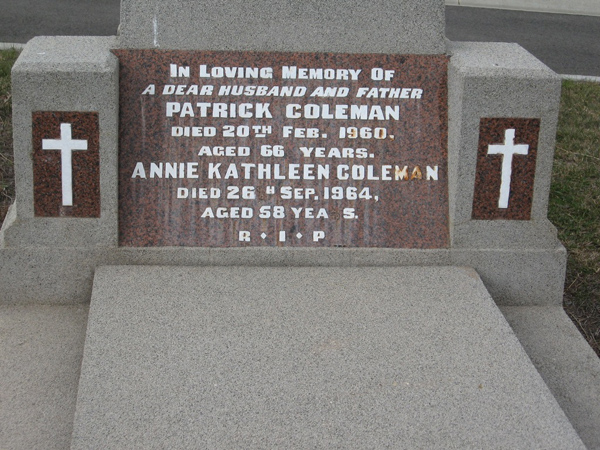 In Loving Memory Of
A DEAR HUSBAND AND FATHER
PATRICK COLEMAN
DIED 20TH FEB. 1960.
AGED 66 YEARS.
ANNIE KATHLEEN COLEMAN
DIED 26 H SEP. 1964,
AGED 58 YEA S.
R • I • P